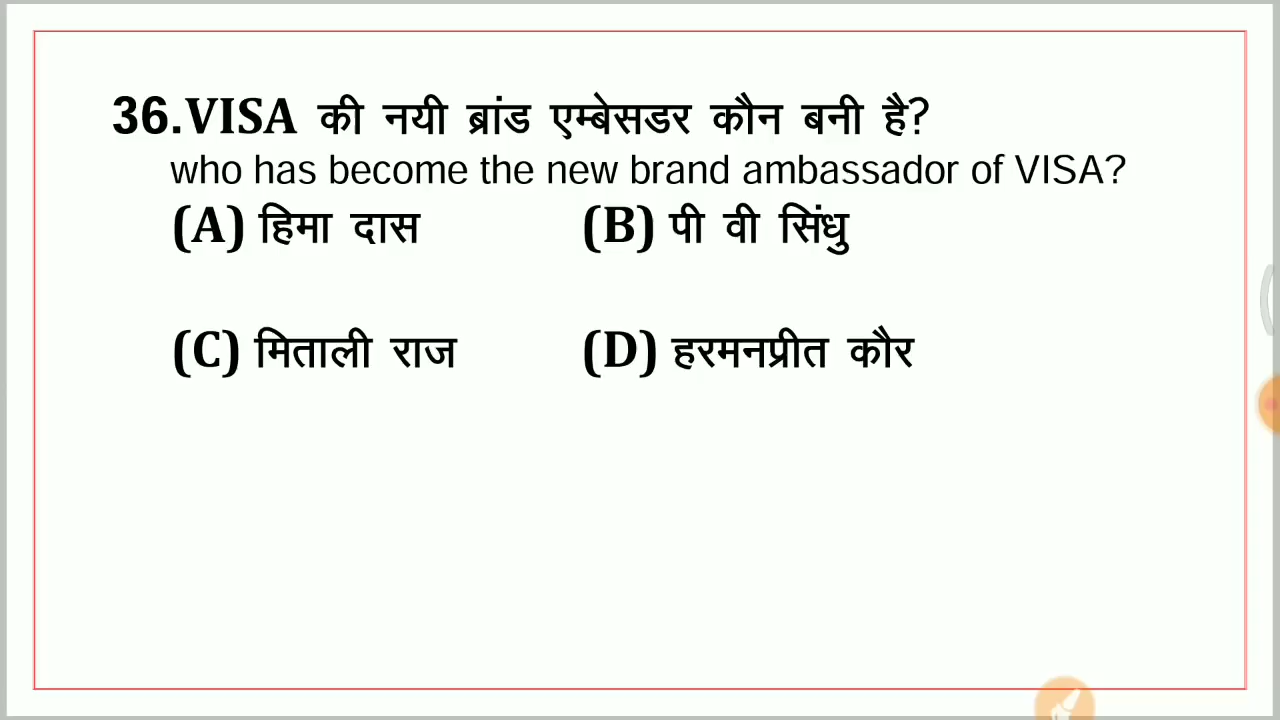 36.VISA की नयी ब्रांड एम्बेसडर कौन बनी है?
who has become the new brand ambassador of VISA?
(A) हिमा दास (B) पी वी सिंधु
(C) मिताली राज (D) हरमनप्रीत कौर